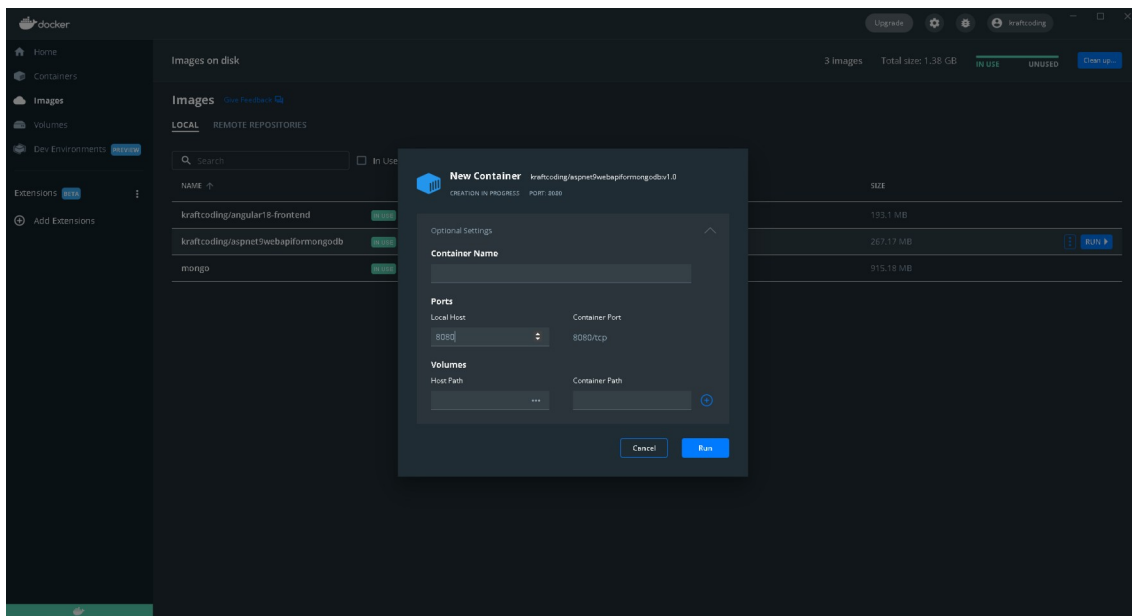 docker
Upgrade
kraftcoding
Home
Containers
Images
Volumes
Dev Environments PREVIEW
Extensions BETA
Add Extensions
Images on disk
3 images Total size: 1.38 GB IN USE UNUSED Clean up...
Images Give Feedback
LOCAL REMOTE REPOSITORIES
Search In Use
NAME SIZE
kraftcoding/angular18-frontend IN USE 193.1 MB
kraftcoding/aspnet9webapiformongodb IN USE 267.17 MB RUN
mongo IN USE 915.18 MB
New Container kraftcoding/aspnet9webapiformongodb:v1.0
CREATION IN PROGRESS PORT: 8080
Optional Settings
Container Name
Ports
Local Host Container Port
8080 8080/tcp
Volumes
Host Path Container Path
...
Cancel Run